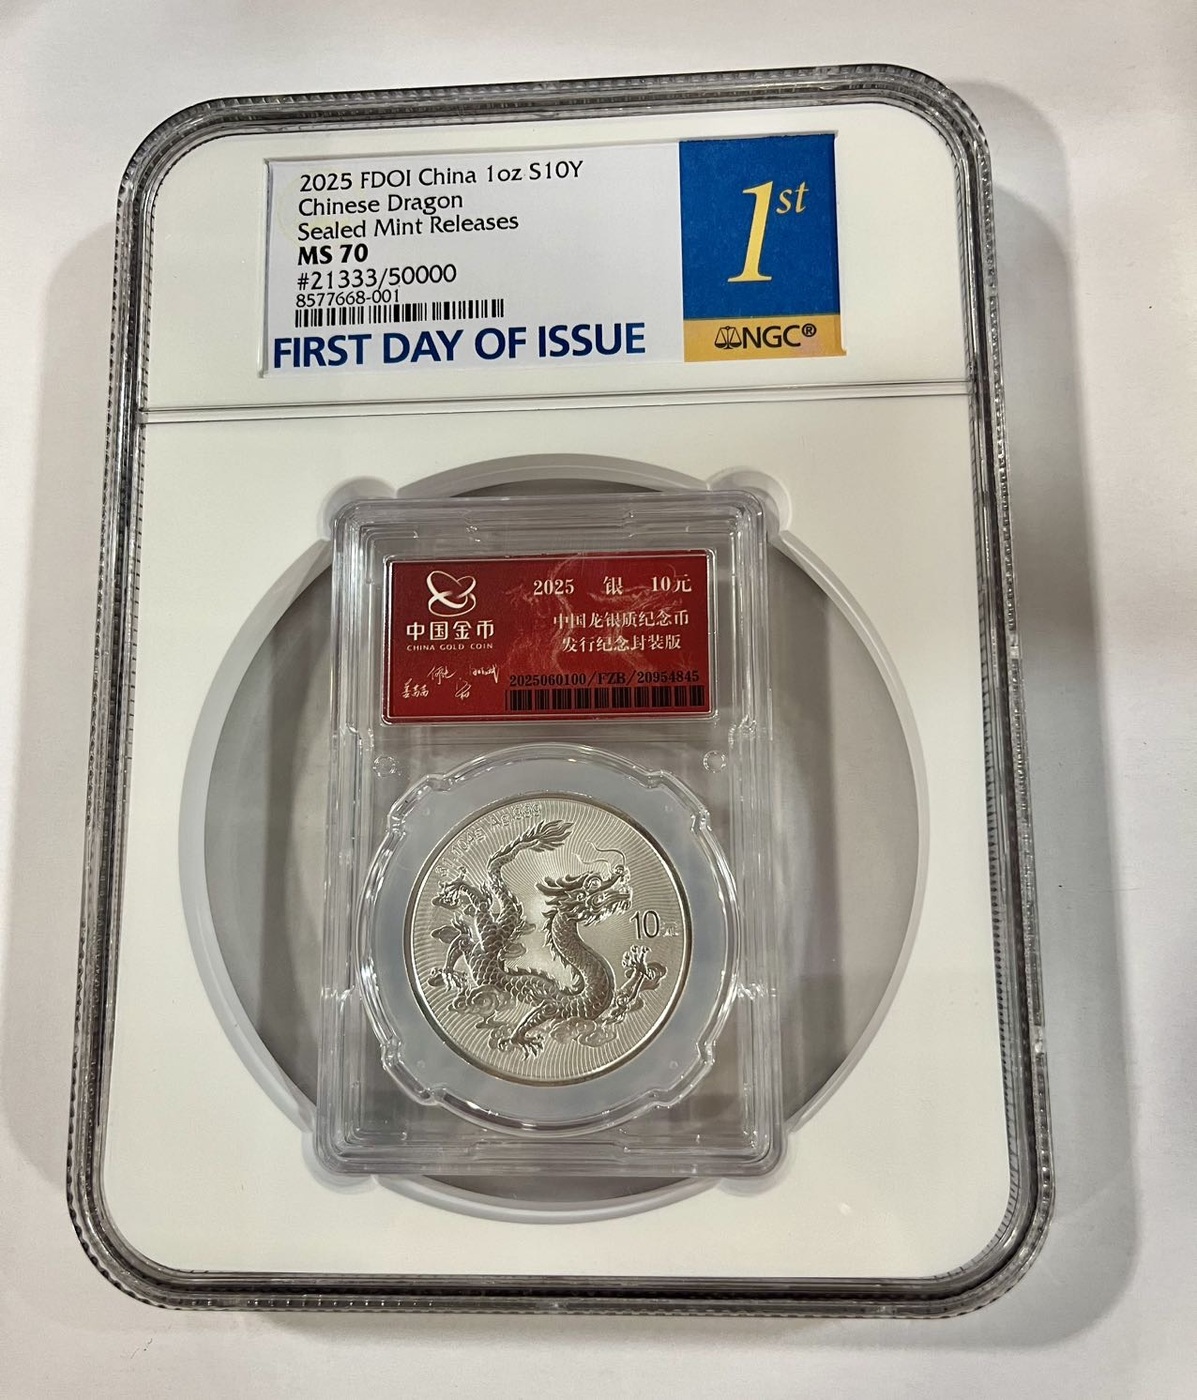 2025 FDOI China 1oz S10Y
Chinese Dragon
Sealed Mint Releases
MS 70
#21333/50000
8577668-001
FIRST DAY OF ISSUE
1st
NGC®
中国金币
CHINA GOLD COIN
2025 银 10元
中国龙银质纪念币
发行纪念封装版
2025060100/FZB/20954845
10元